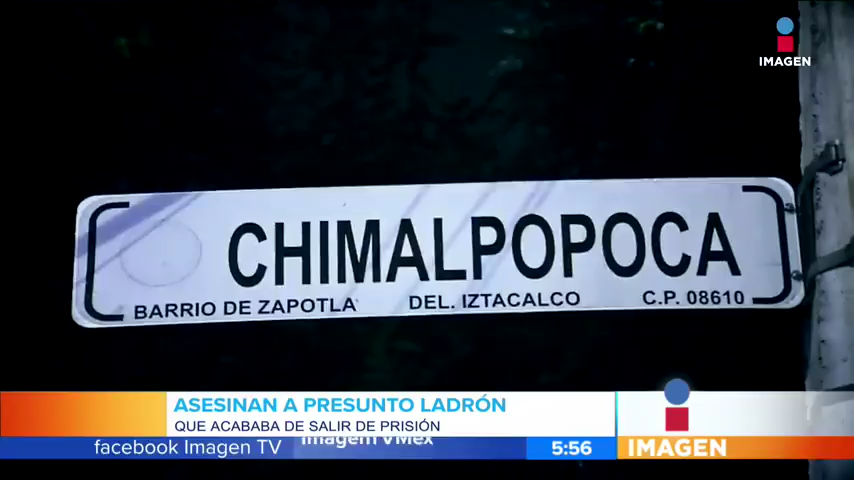 IMAGEN
CHIMALPOPOCA
BARRIO DE ZAPOTLA DEL. IZTACALCO C.P. 08610
ASESINAN A PRESUNTO LADRÓN
QUE ACABABA DE SALIR DE PRISIÓN
facebook Imagen TV ImagenTVMex 5:56 IMAGEN